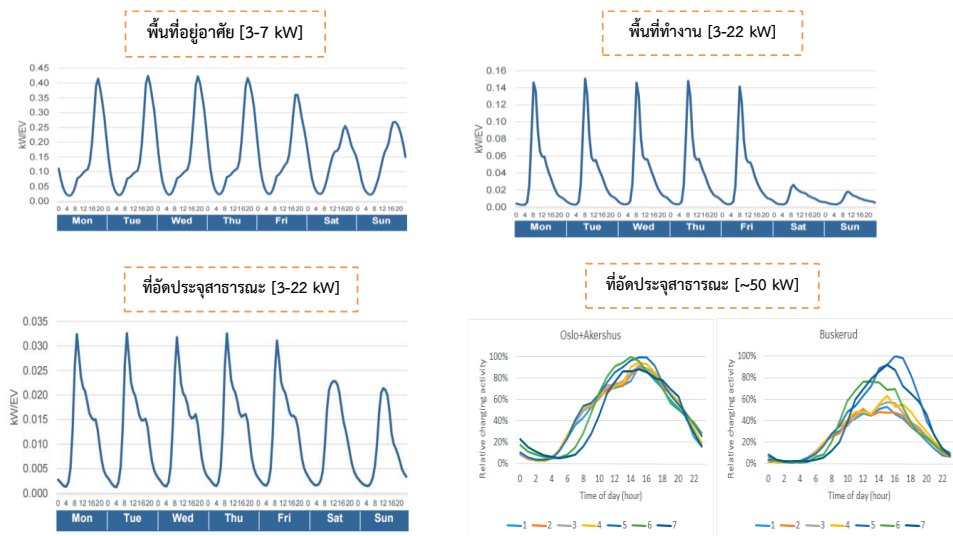 พื้นที่อยู่อาศัย [3-7 kW]
kW/EV
0.45
0.40
0.35
0.30
0.25
0.20
0.15
0.10
0.05
0.00
0 4 8 12 16 20 0 4 8 12 16 20 0 4 8 12 16 20 0 4 8 12 16 20 0 4 8 12 16 20 0 4 8 12 16 20 0 4 8 12 16 20
Mon Tue Wed Thu Fri Sat Sun
พื้นที่ทำงาน [3-22 kW]
kW/EV
0.16
0.14
0.12
0.10
0.08
0.06
0.04
0.02
0.00
0 4 8 12 16 20 0 4 8 12 16 20 0 4 8 12 16 20 0 4 8 12 16 20 0 4 8 12 16 20 0 4 8 12 16 20 0 4 8 12 16 20
Mon Tue Wed Thu Fri Sat Sun
ที่อัดประจุสาธารณะ [3-22 kW]
kW/EV
0.035
0.030
0.025
0.020
0.015
0.010
0.005
0.000
0 4 8 12 16 20 0 4 8 12 16 20 0 4 8 12 16 20 0 4 8 12 16 20 0 4 8 12 16 20 0 4 8 12 16 20 0 4 8 12 16 20
Mon Tue Wed Thu Fri Sat Sun
ที่อัดประจุสาธารณะ [~50 kW]
Oslo+Akershus
Relative charging activity
100%
80%
60%
40%
20%
0%
0 2 4 6 8 10 12 14 16 18 20 22
Time of day (hour)
1 2 3 4 5 6 7
Buskerud
Relative charging activity
100%
80%
60%
40%
20%
0%
0 2 4 6 8 10 12 14 16 18 20 22
Time of day (hour)
1 2 3 4 5 6 7